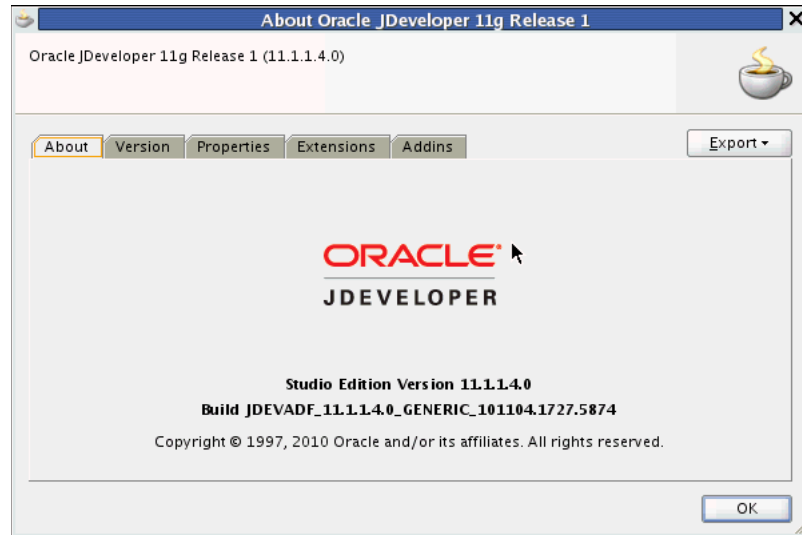 About Oracle JDeveloper 11g Release 1
Oracle JDeveloper 11g Release 1 (11.1.1.4.0)
About Version Properties Extensions Addins Export
ORACLE®
JDEVELOPER
Studio Edition Version 11.1.1.4.0
Build JDEVADF_11.1.1.4.0_GENERIC_101104.1727.5874
Copyright © 1997, 2010 Oracle and/or its affiliates. All rights reserved.
OK